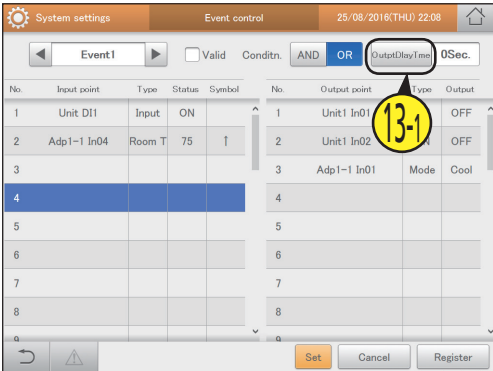 System settings Event control 25/08/2016(THU) 22:08
Event1 Valid Conditn. AND OR OutptDlayTme 0Sec.
No. Input point Type Status Symbol No. Output point Type Output
1 Unit DI1 Input ON 1 Unit1 In01 OFF
2 Adp1-1 In04 Room T 75 ↑ 2 Unit1 In02 OFF
3 3 Adp1-1 In01 Mode Cool
4 4
5 5
6 6
7 7
8 8
9 9
13-1
Set Cancel Register